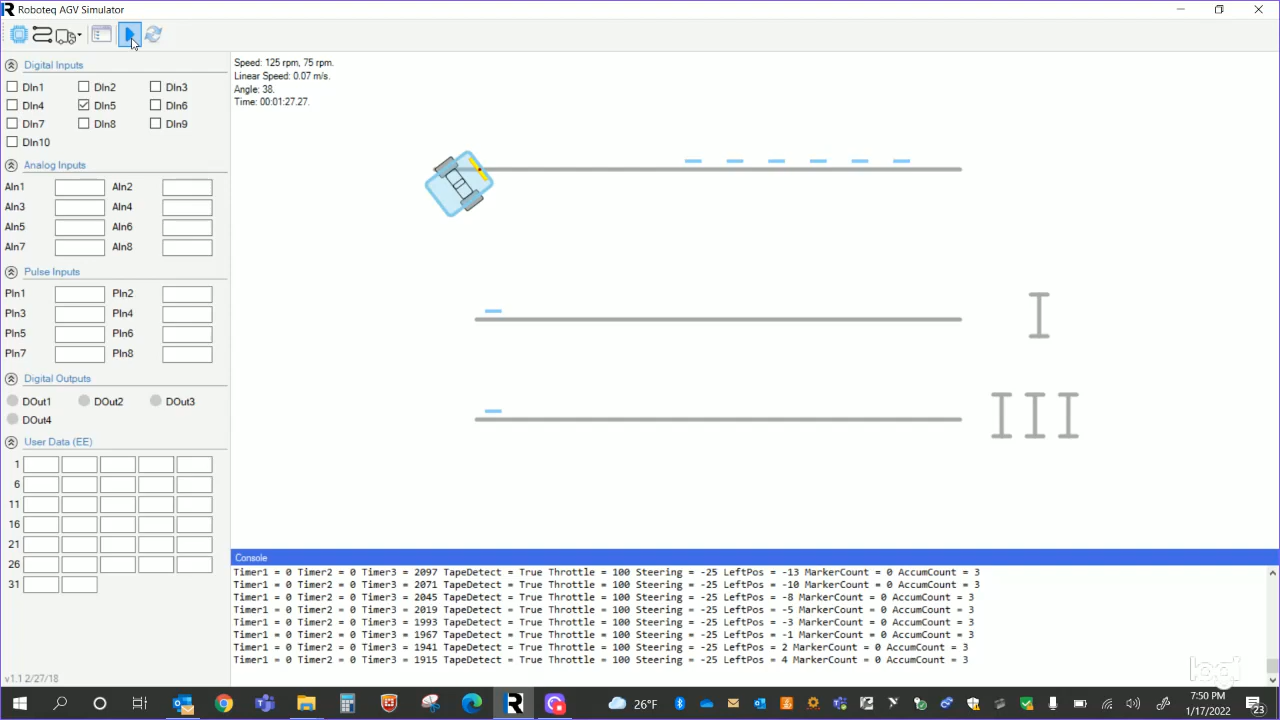 Roboteq AGV Simulator
Digital Inputs
DIn1 DIn2 DIn3
DIn4 DIn5 DIn6
DIn7 DIn8 DIn9
DIn10
Analog Inputs
AIn1 AIn2
AIn3 AIn4
AIn5 AIn6
AIn7 AIn8
Pulse Inputs
PIn1 PIn2
PIn3 PIn4
PIn5 PIn6
PIn7 PIn8
Digital Outputs
DOut1 DOut2 DOut3
DOut4
User Data (EE)
1
6
11
16
21
26
31
v1.1 2/27/18
Speed: 125 rpm, 75 rpm.
Linear Speed: 0.07 m/s.
Angle: 38.
Time: 00:01:27.27.
I
III
Console
Timer1 = 0 Timer2 = 0 Timer3 = 2097 TapeDetect = True Throttle = 100 Steering = -25 LeftPos = -13 MarkerCount = 0 AccumCount = 3
Timer1 = 0 Timer2 = 0 Timer3 = 2071 TapeDetect = True Throttle = 100 Steering = -25 LeftPos = -10 MarkerCount = 0 AccumCount = 3
Timer1 = 0 Timer2 = 0 Timer3 = 2045 TapeDetect = True Throttle = 100 Steering = -25 LeftPos = -8 MarkerCount = 0 AccumCount = 3
Timer1 = 0 Timer2 = 0 Timer3 = 2019 TapeDetect = True Throttle = 100 Steering = -25 LeftPos = -5 MarkerCount = 0 AccumCount = 3
Timer1 = 0 Timer2 = 0 Timer3 = 1993 TapeDetect = True Throttle = 100 Steering = -25 LeftPos = -3 MarkerCount = 0 AccumCount = 3
Timer1 = 0 Timer2 = 0 Timer3 = 1967 TapeDetect = True Throttle = 100 Steering = -25 LeftPos = -1 MarkerCount = 0 AccumCount = 3
Timer1 = 0 Timer2 = 0 Timer3 = 1941 TapeDetect = True Throttle = 100 Steering = -25 LeftPos = 2 MarkerCount = 0 AccumCount = 3
Timer1 = 0 Timer2 = 0 Timer3 = 1915 TapeDetect = True Throttle = 100 Steering = -25 LeftPos = 4 MarkerCount = 0 AccumCount = 3
logi
26°F
7:50 PM
1/17/2022
23